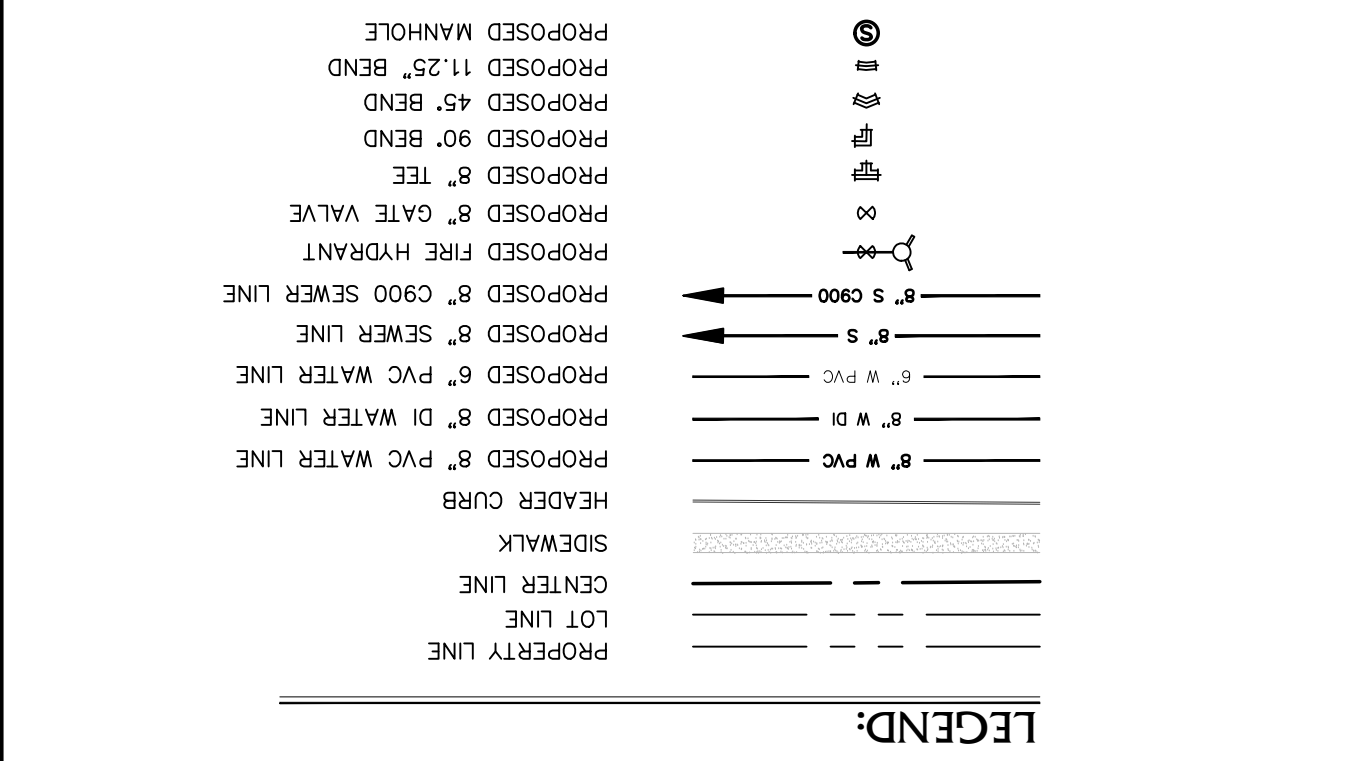 LEGEND:
PROPERTY LINE
LOT LINE
CENTER LINE
SIDEWALK
HEADER CURB
8" W PVC PROPOSED 8" PVC WATER LINE
8" W DI PROPOSED 8" DI WATER LINE
6" W PVC PROPOSED 6" PVC WATER LINE
8" S PROPOSED 8" SEWER LINE
8" S C900 PROPOSED 8" C900 SEWER LINE
PROPOSED FIRE HYDRANT
PROPOSED 8" GATE VALVE
PROPOSED 8" TEE
PROPOSED 90° BEND
PROPOSED 45° BEND
PROPOSED 11.25" BEND
S PROPOSED MANHOLE